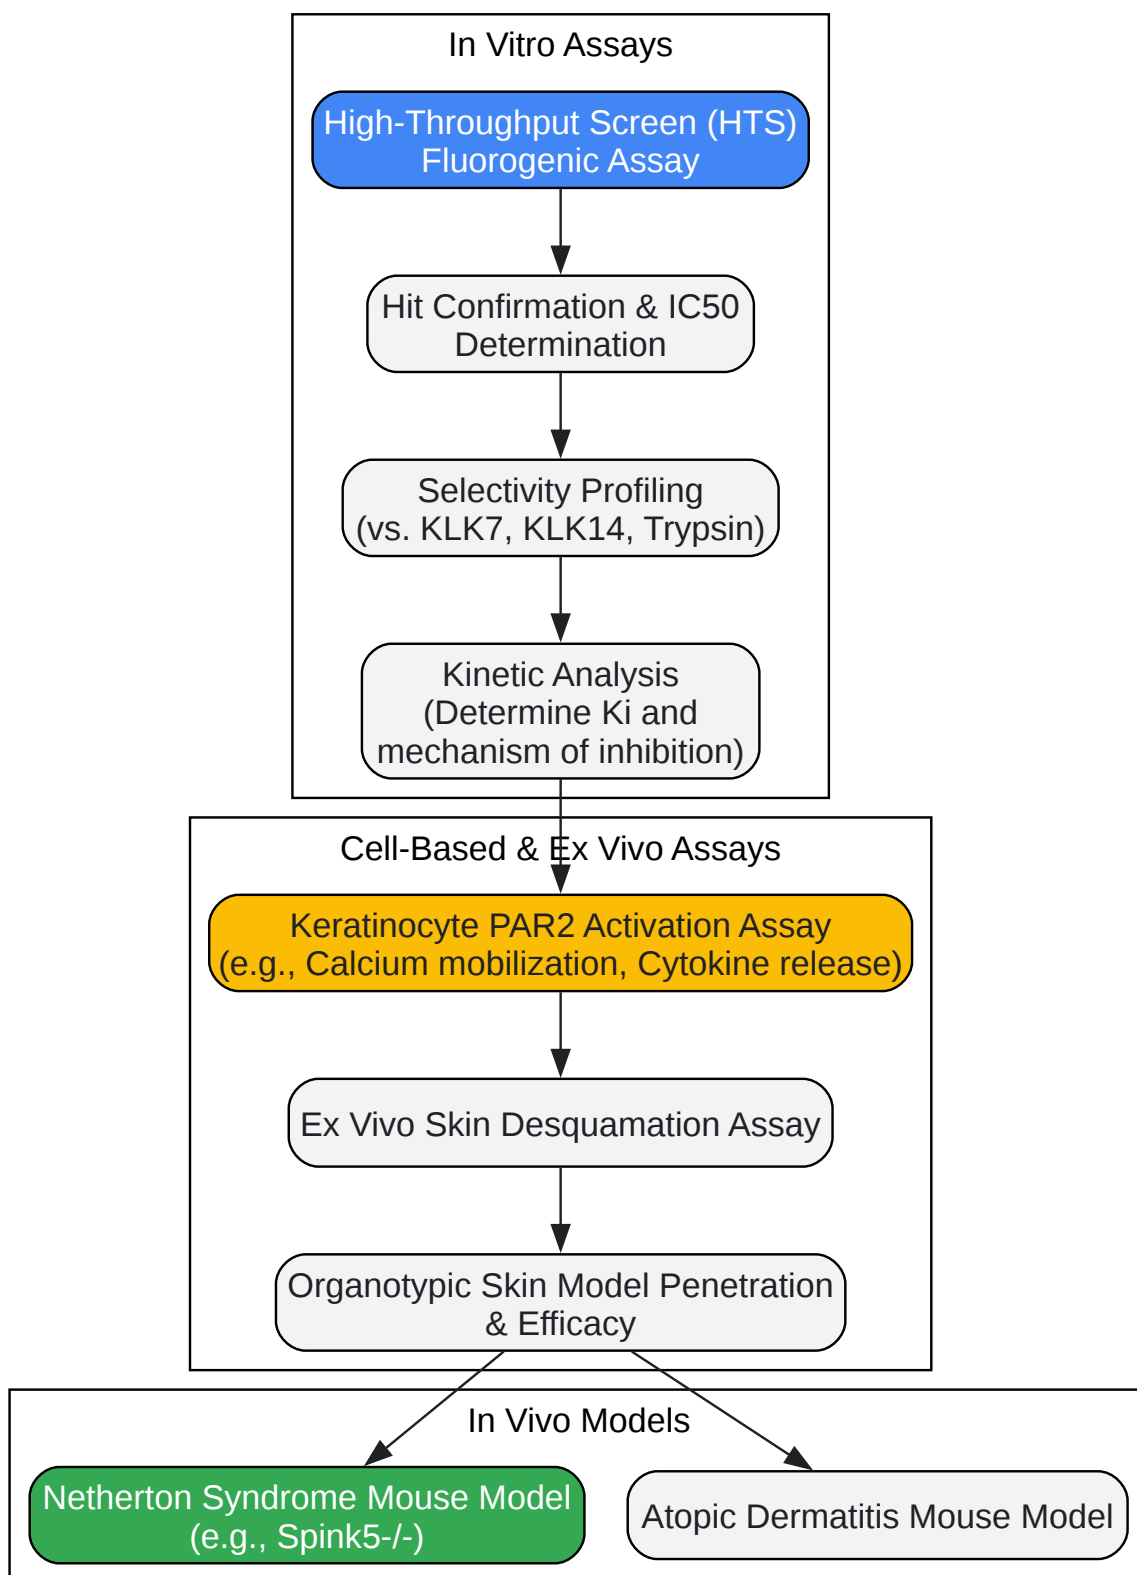 In Vitro Assays
High-Throughput Screen (HTS)
Fluorogenic Assay
Hit Confirmation & IC50
Determination
Selectivity Profiling
(vs. KLK7, KLK14, Trypsin)
Kinetic Analysis
(Determine Ki and
mechanism of inhibition)
Cell-Based & Ex Vivo Assays
Keratinocyte PAR2 Activation Assay
(e.g., Calcium mobilization, Cytokine release)
Ex Vivo Skin Desquamation Assay
Organotypic Skin Model Penetration
& Efficacy
In Vivo Models
Netherton Syndrome Mouse Model
(e.g., Spink5-/-)
Atopic Dermatitis Mouse Model